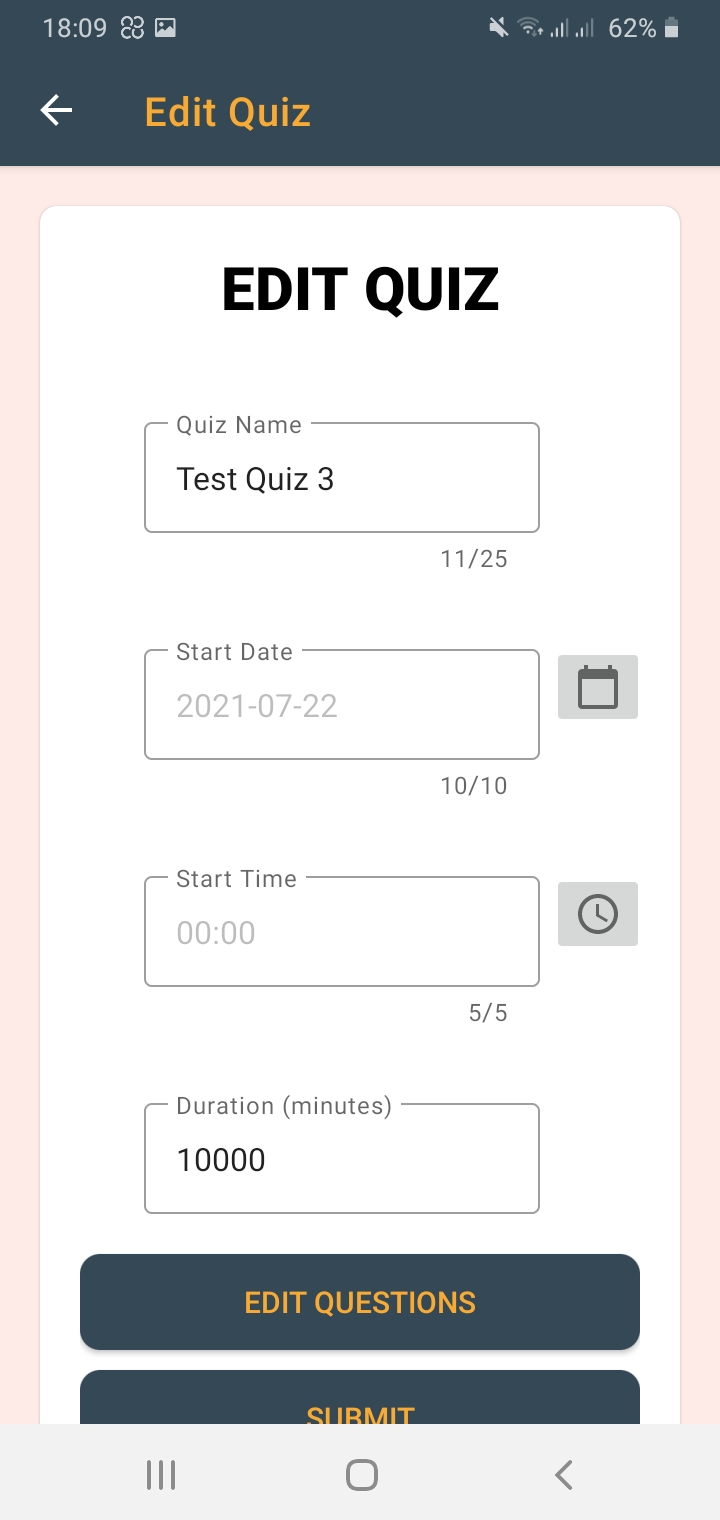 18:09
62%
Edit Quiz
EDIT QUIZ
Quiz Name
Test Quiz 3
11/25
Start Date
2021-07-22
10/10
Start Time
00:00
5/5
Duration (minutes)
10000
EDIT QUESTIONS
SUBMIT